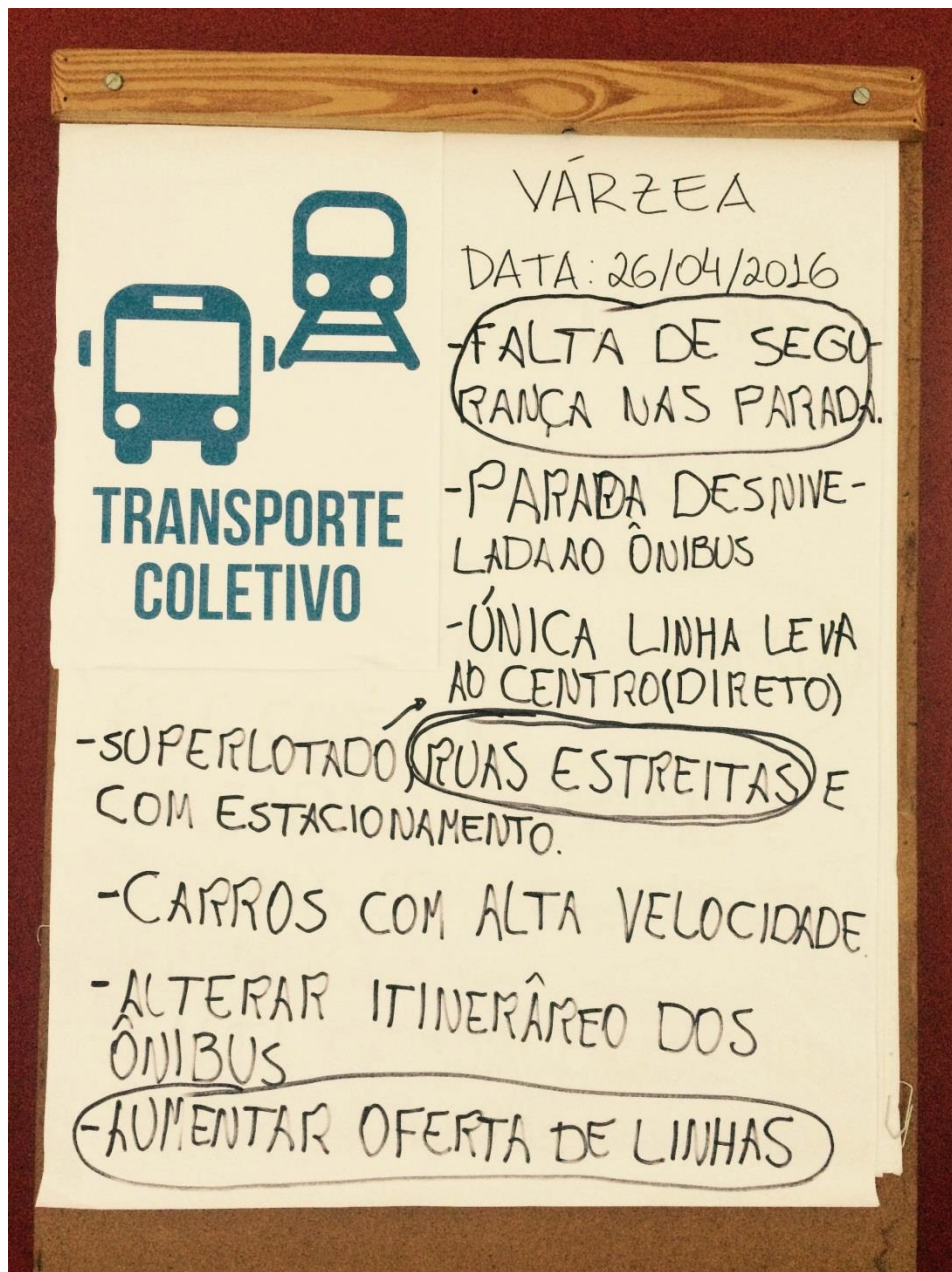 TRANSPORTE
COLETIVO
VÁRZEA
DATA: 26/04/2016
-FALTA DE SEGU-
RANÇA NAS PARADA.
-PARADA DESNIVE-
LADA AO ÔNIBUS
-ÚNICA LINHA LEVA
AO CENTRO(DIRETO)
-SUPERLOTADO, RUAS ESTREITAS E
COM ESTACIONAMENTO.
-CARROS COM ALTA VELOCIDADE.
-ALTERAR ITINERÂREO DOS
ÔNIBUS
-AUMENTAR OFERTA DE LINHAS